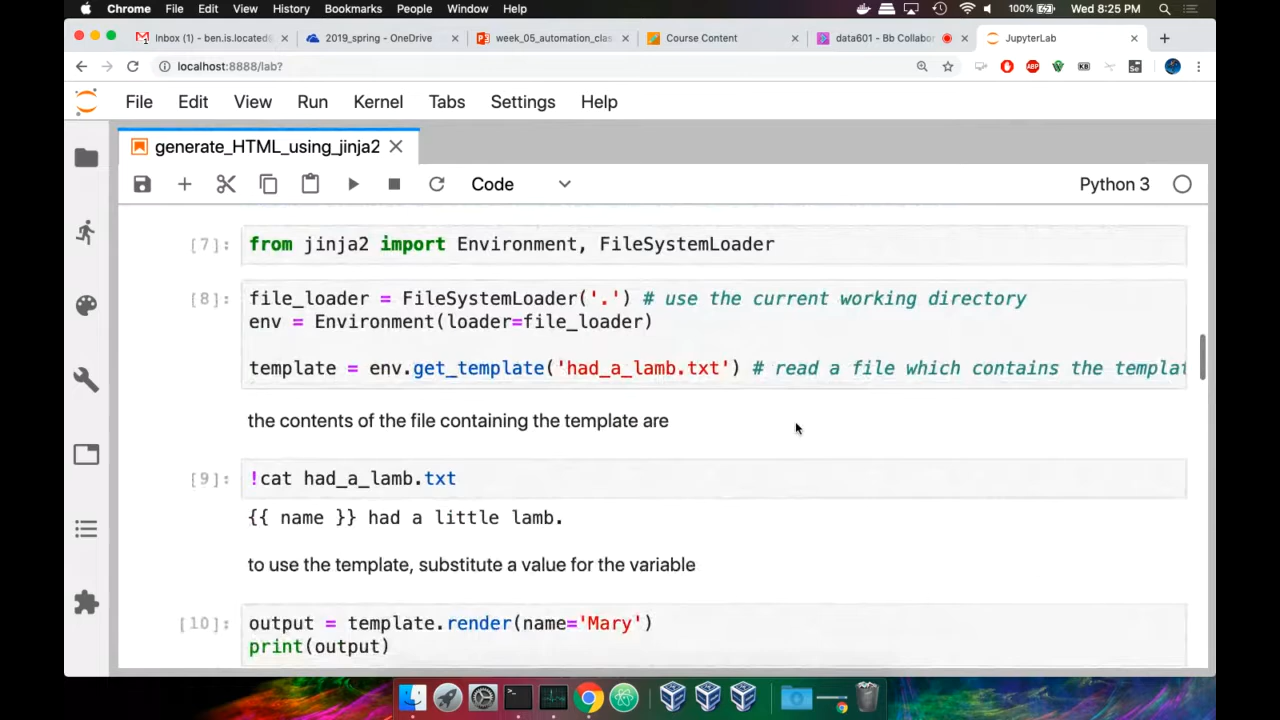 Chrome File Edit View History Bookmarks People Window Help 100% Wed 8:25 PM
Inbox (1) - ben.is.located 2019_spring - OneDrive week_05_automation_clas Course Content data601 - Bb Collabor JupyterLab
localhost:8888/lab?
File Edit View Run Kernel Tabs Settings Help
generate_HTML_using_jinja2
Code Python 3
[7]: from jinja2 import Environment, FileSystemLoader
[8]: file_loader = FileSystemLoader('.') # use the current working directory
env = Environment(loader=file_loader)
template = env.get_template('had_a_lamb.txt') # read a file which contains the templat
the contents of the file containing the template are
[9]: !cat had_a_lamb.txt
{{ name }} had a little lamb.
to use the template, substitute a value for the variable
[10]: output = template.render(name='Mary')
print(output)